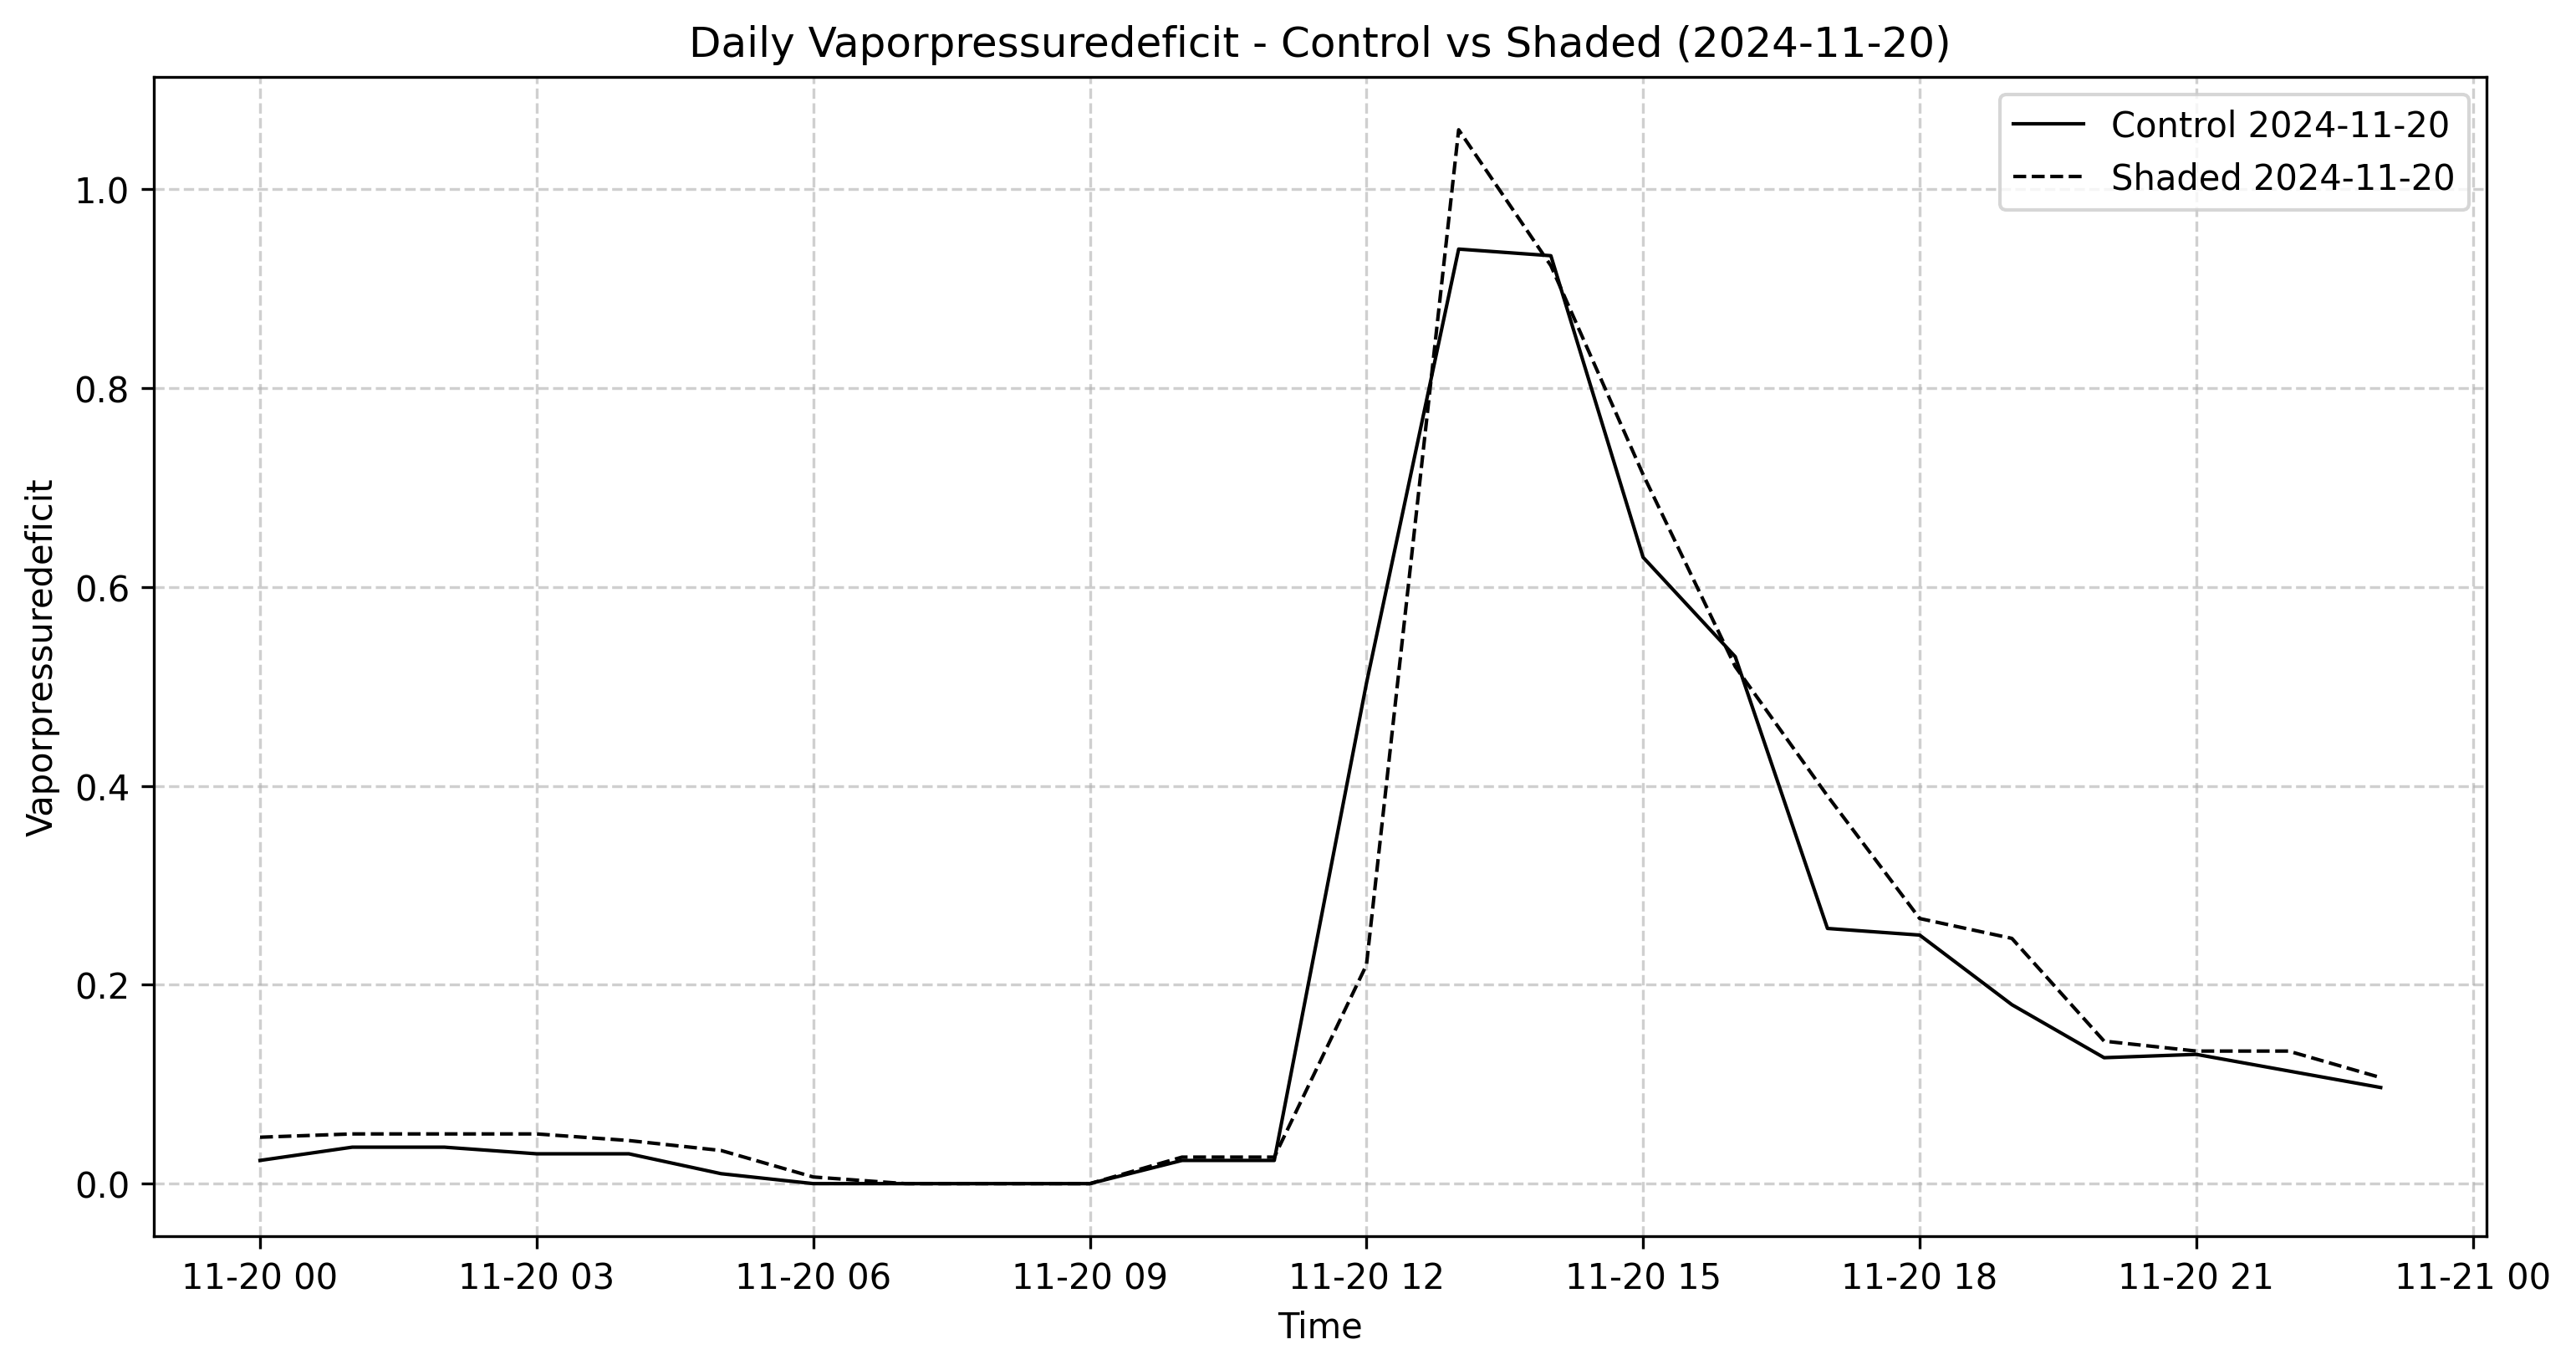 Daily Vaporpressuredeficit - Control vs Shaded (2024-11-20)
Control 2024-11-20
Shaded 2024-11-20
Vaporpressuredeficit
1.0
0.8
0.6
0.4
0.2
0.0
11-20 00 11-20 03 11-20 06 11-20 09 11-20 12 11-20 15 11-20 18 11-20 21 11-21 00
Time